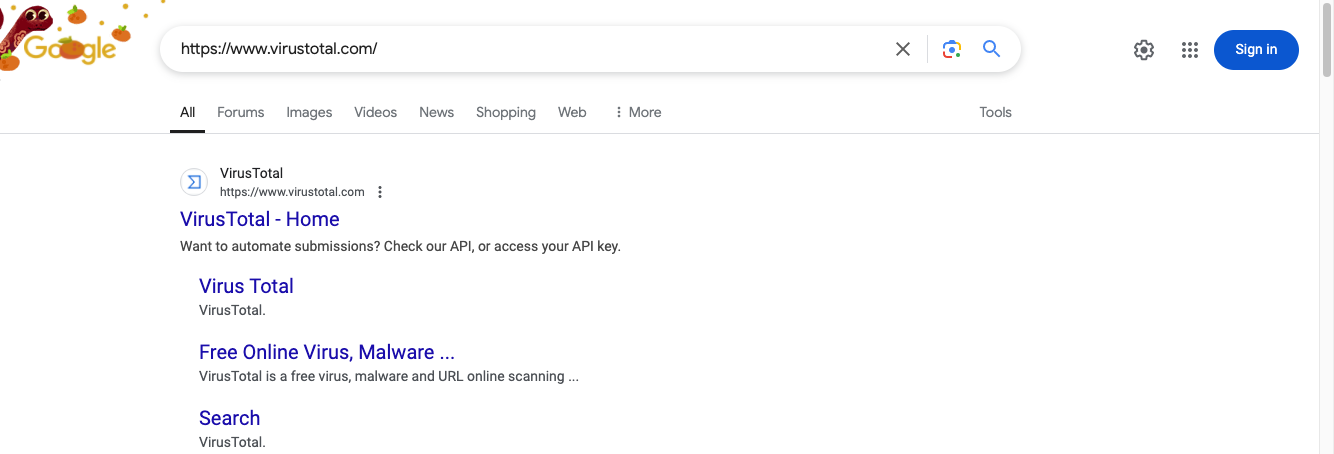 Google
https://www.virustotal.com/
Sign in
All Forums Images Videos News Shopping Web More Tools
VirusTotal
https://www.virustotal.com
VirusTotal - Home
Want to automate submissions? Check our API, or access your API key.
Virus Total
VirusTotal.
Free Online Virus, Malware ...
VirusTotal is a free virus, malware and URL online scanning ...
Search
VirusTotal.